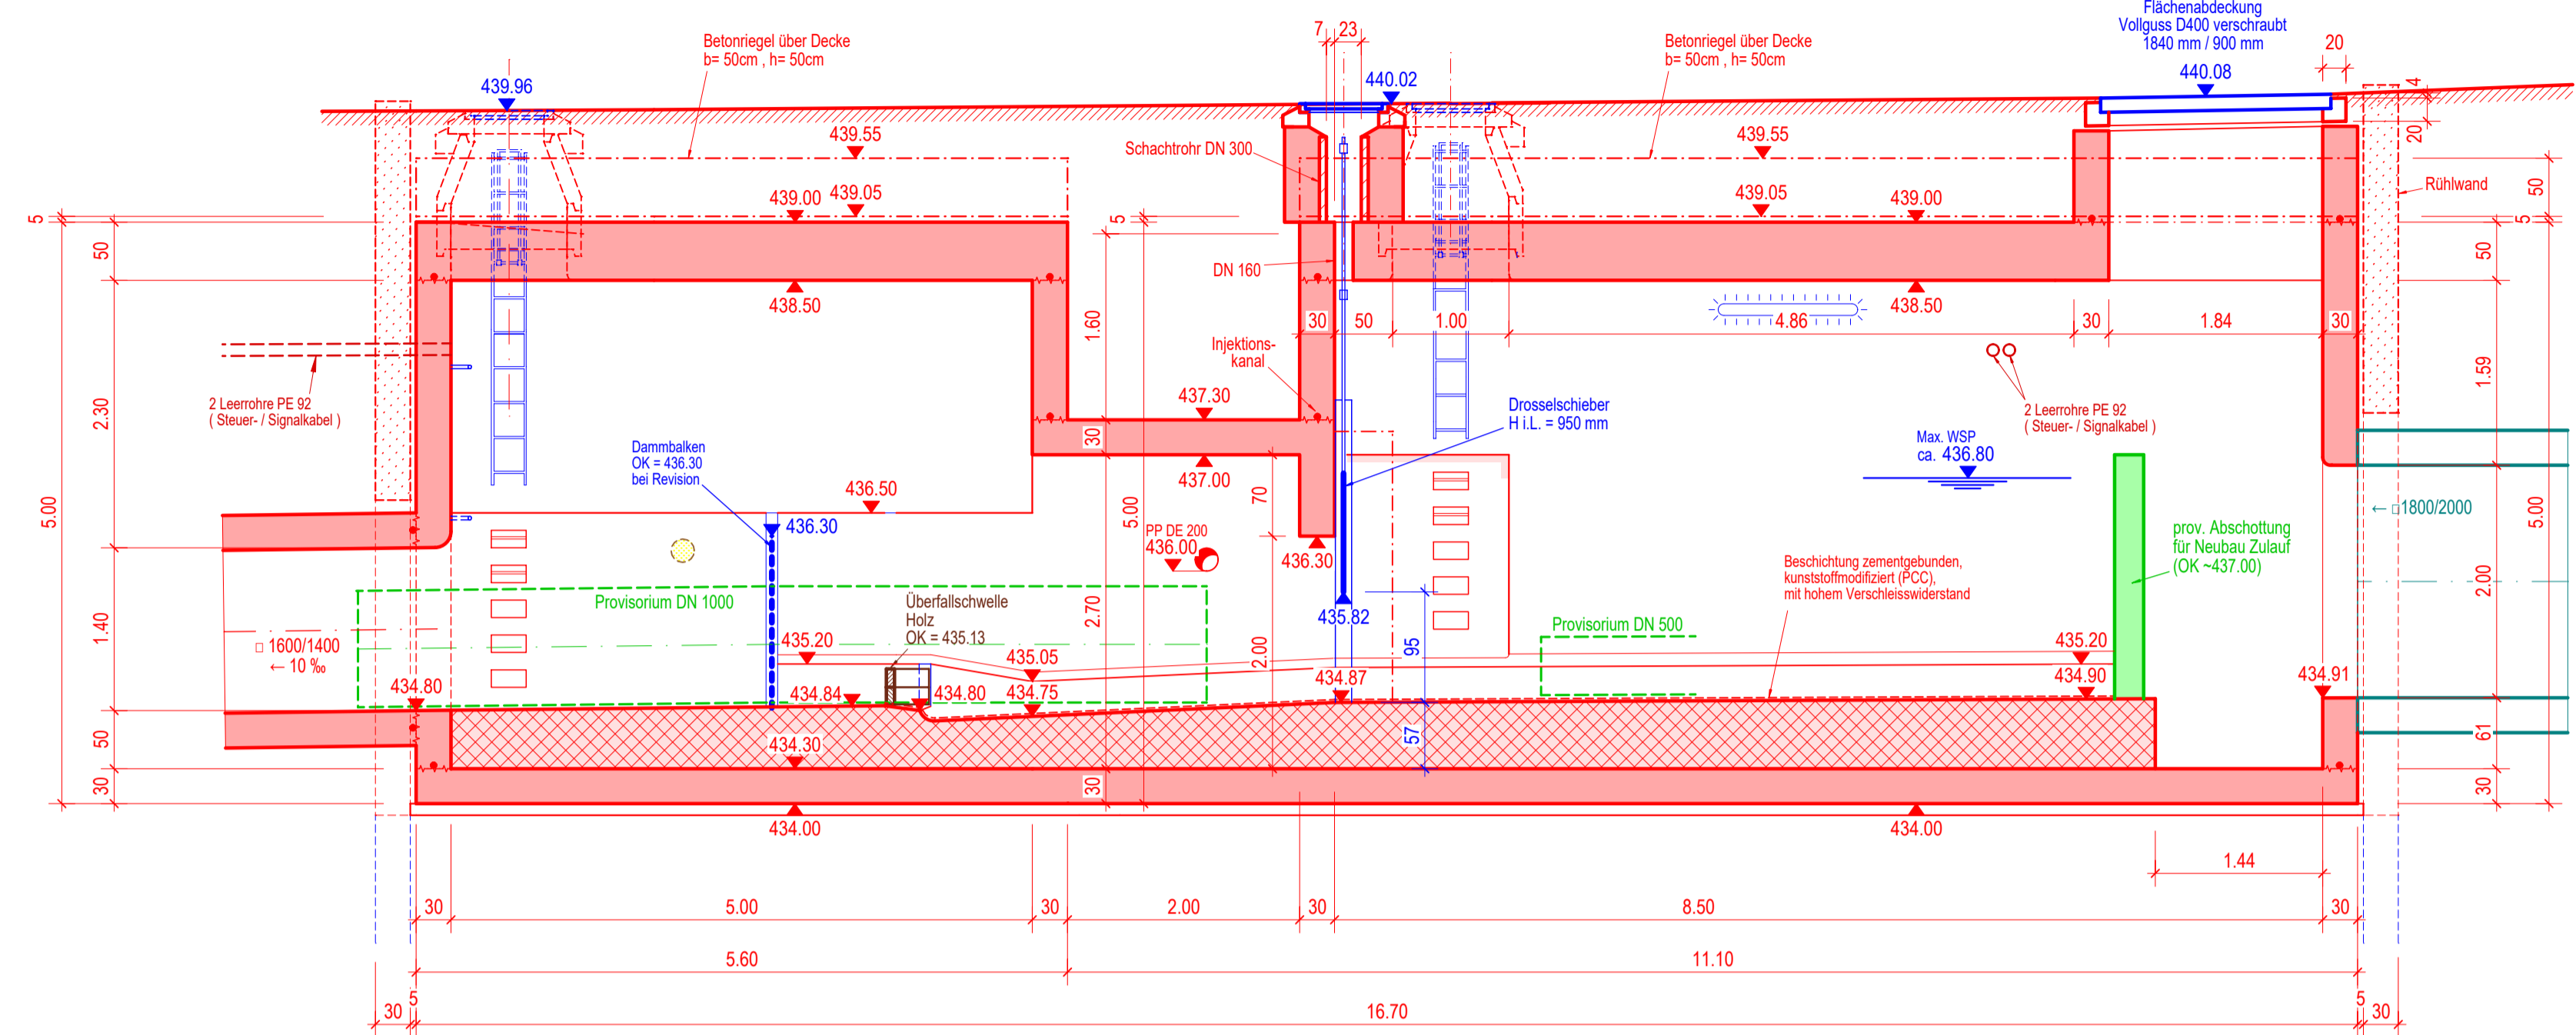 Flächenabdeckung
Vollguss D400 verschraubt
1840 mm / 900 mm
440.08
20
4
20
7
23
Betonriegel über Decke
b= 50cm , h= 50cm
Betonriegel über Decke
b= 50cm , h= 50cm
439.96
440.02
439.55
439.55
Schachtrohr DN 300
Rühlwand
439.00
439.05
439.05
439.00
5
50
5
50
5
50
DN 160
438.50
438.50
30
50
1.00
4.86
30
1.84
30
1.60
Injektions-
kanal
2.30
1.59
2 Leerrohre PE 92
( Steuer- / Signalkabel )
2 Leerrohre PE 92
( Steuer- / Signalkabel )
437.30
Drosselschieber
H i.L. = 950 mm
Dammbalken
OK = 436.30
bei Revision
30
Max. WSP
ca. 436.80
437.00
436.50
70
5.00
5.00
5.00
← □1800/2000
436.30
PP DE 200
436.00
436.30
prov. Abschottung
für Neubau Zulauf
(OK ~437.00)
Beschichtung zementgebunden,
kunststoffmodifiziert (PCC),
mit hohem Verschleisswiderstand
2.00
Provisorium DN 1000
Überfallschwelle
Holz
OK = 435.13
2.70
435.82
Provisorium DN 500
1.40
□ 1600/1400
← 10 ‰
435.20
435.05
2.00
95
435.20
434.80
434.84
434.80
434.75
434.87
434.90
434.91
50
434.30
57
61
30
30
30
434.00
434.00
1.44
30
5.00
30
2.00
30
8.50
30
5.60
11.10
30
5
16.70
5
30